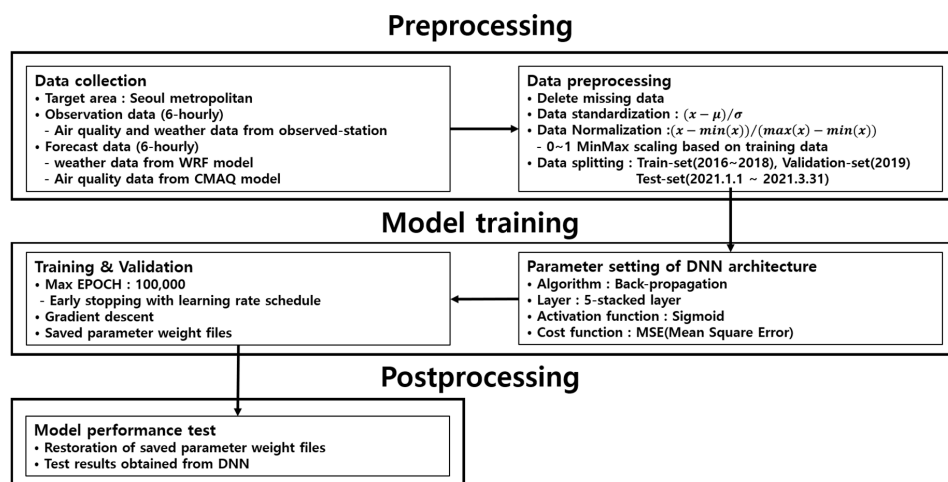 Preprocessing
Data collection
• Target area : Seoul metropolitan
• Observation data (6-hourly)
- Air quality and weather data from observed-station
• Forecast data (6-hourly)
- weather data from WRF model
- Air quality data from CMAQ model
Data preprocessing
• Delete missing data
• Data standardization : (x − μ)/σ
• Data Normalization :(x − min(x))/(max(x) − min(x))
- 0~1 MinMax scaling based on training data
• Data splitting : Train-set(2016~2018), Validation-set(2019)
Test-set(2021.1.1 ~ 2021.3.31)
Model training
Parameter setting of DNN architecture
• Algorithm : Back-propagation
• Layer : 5-stacked layer
• Activation function : Sigmoid
• Cost function : MSE(Mean Square Error)
Training & Validation
• Max EPOCH : 100,000
- Early stopping with learning rate schedule
• Gradient descent
• Saved parameter weight files
Postprocessing
Model performance test
• Restoration of saved parameter weight files
• Test results obtained from DNN